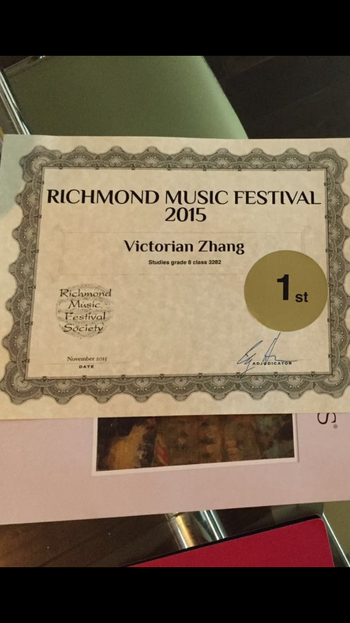 RICHMOND MUSIC FESTIVAL
2015
Victorian Zhang
Studies grade 8 class 3282
1st
Richmond
Music
Festival
Society
November 2015
DATE
ADJUDICATOR
S®